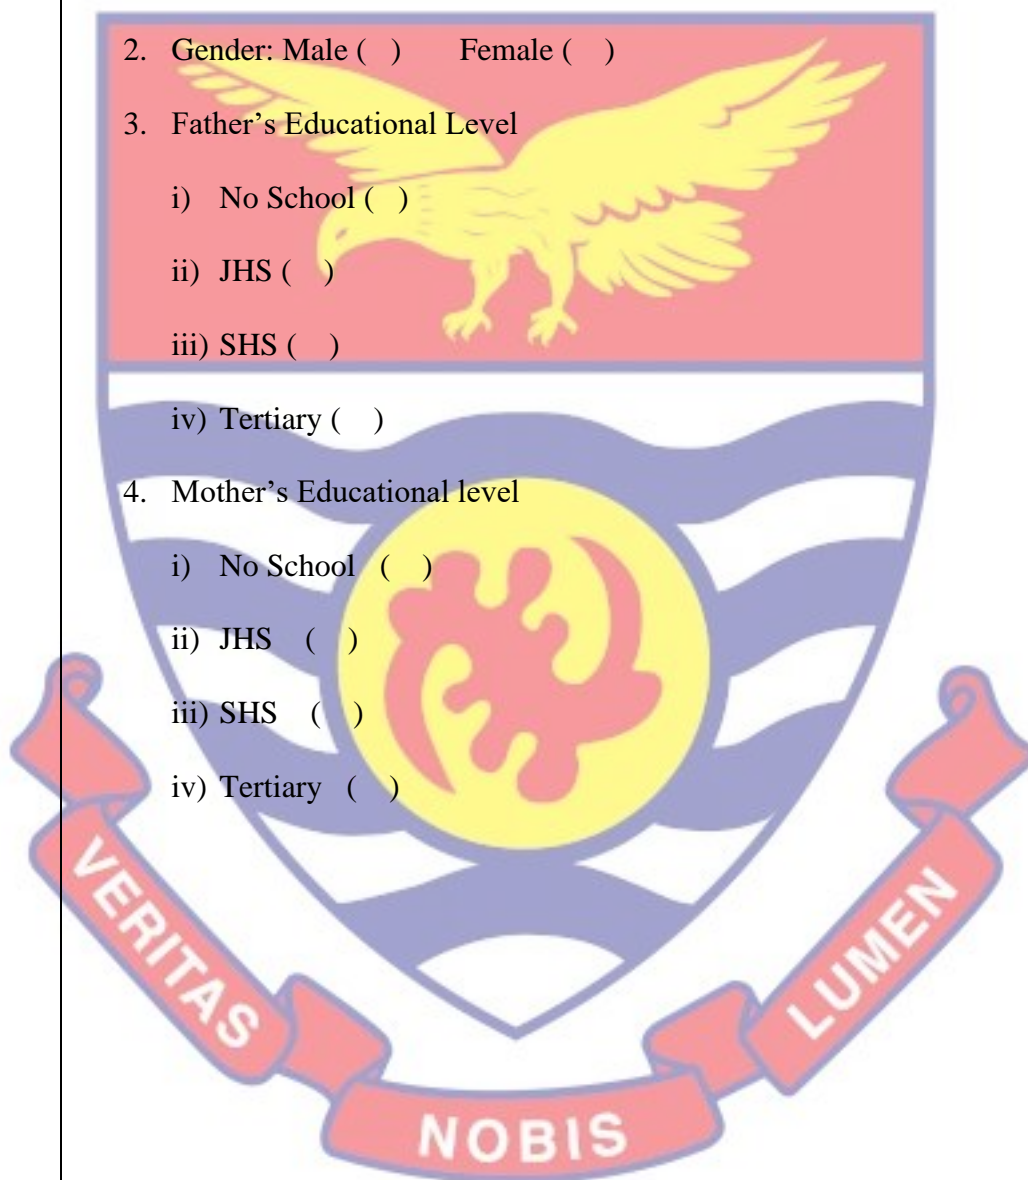 2. Gender: Male ( ) Female ( )
3. Father’s Educational Level
i) No School ( )
ii) JHS ( )
iii) SHS ( )
iv) Tertiary ( )
4. Mother’s Educational level
i) No School ( )
ii) JHS ( )
iii) SHS ( )
iv) Tertiary ( )
VERITAS
NOBIS
LUMEN